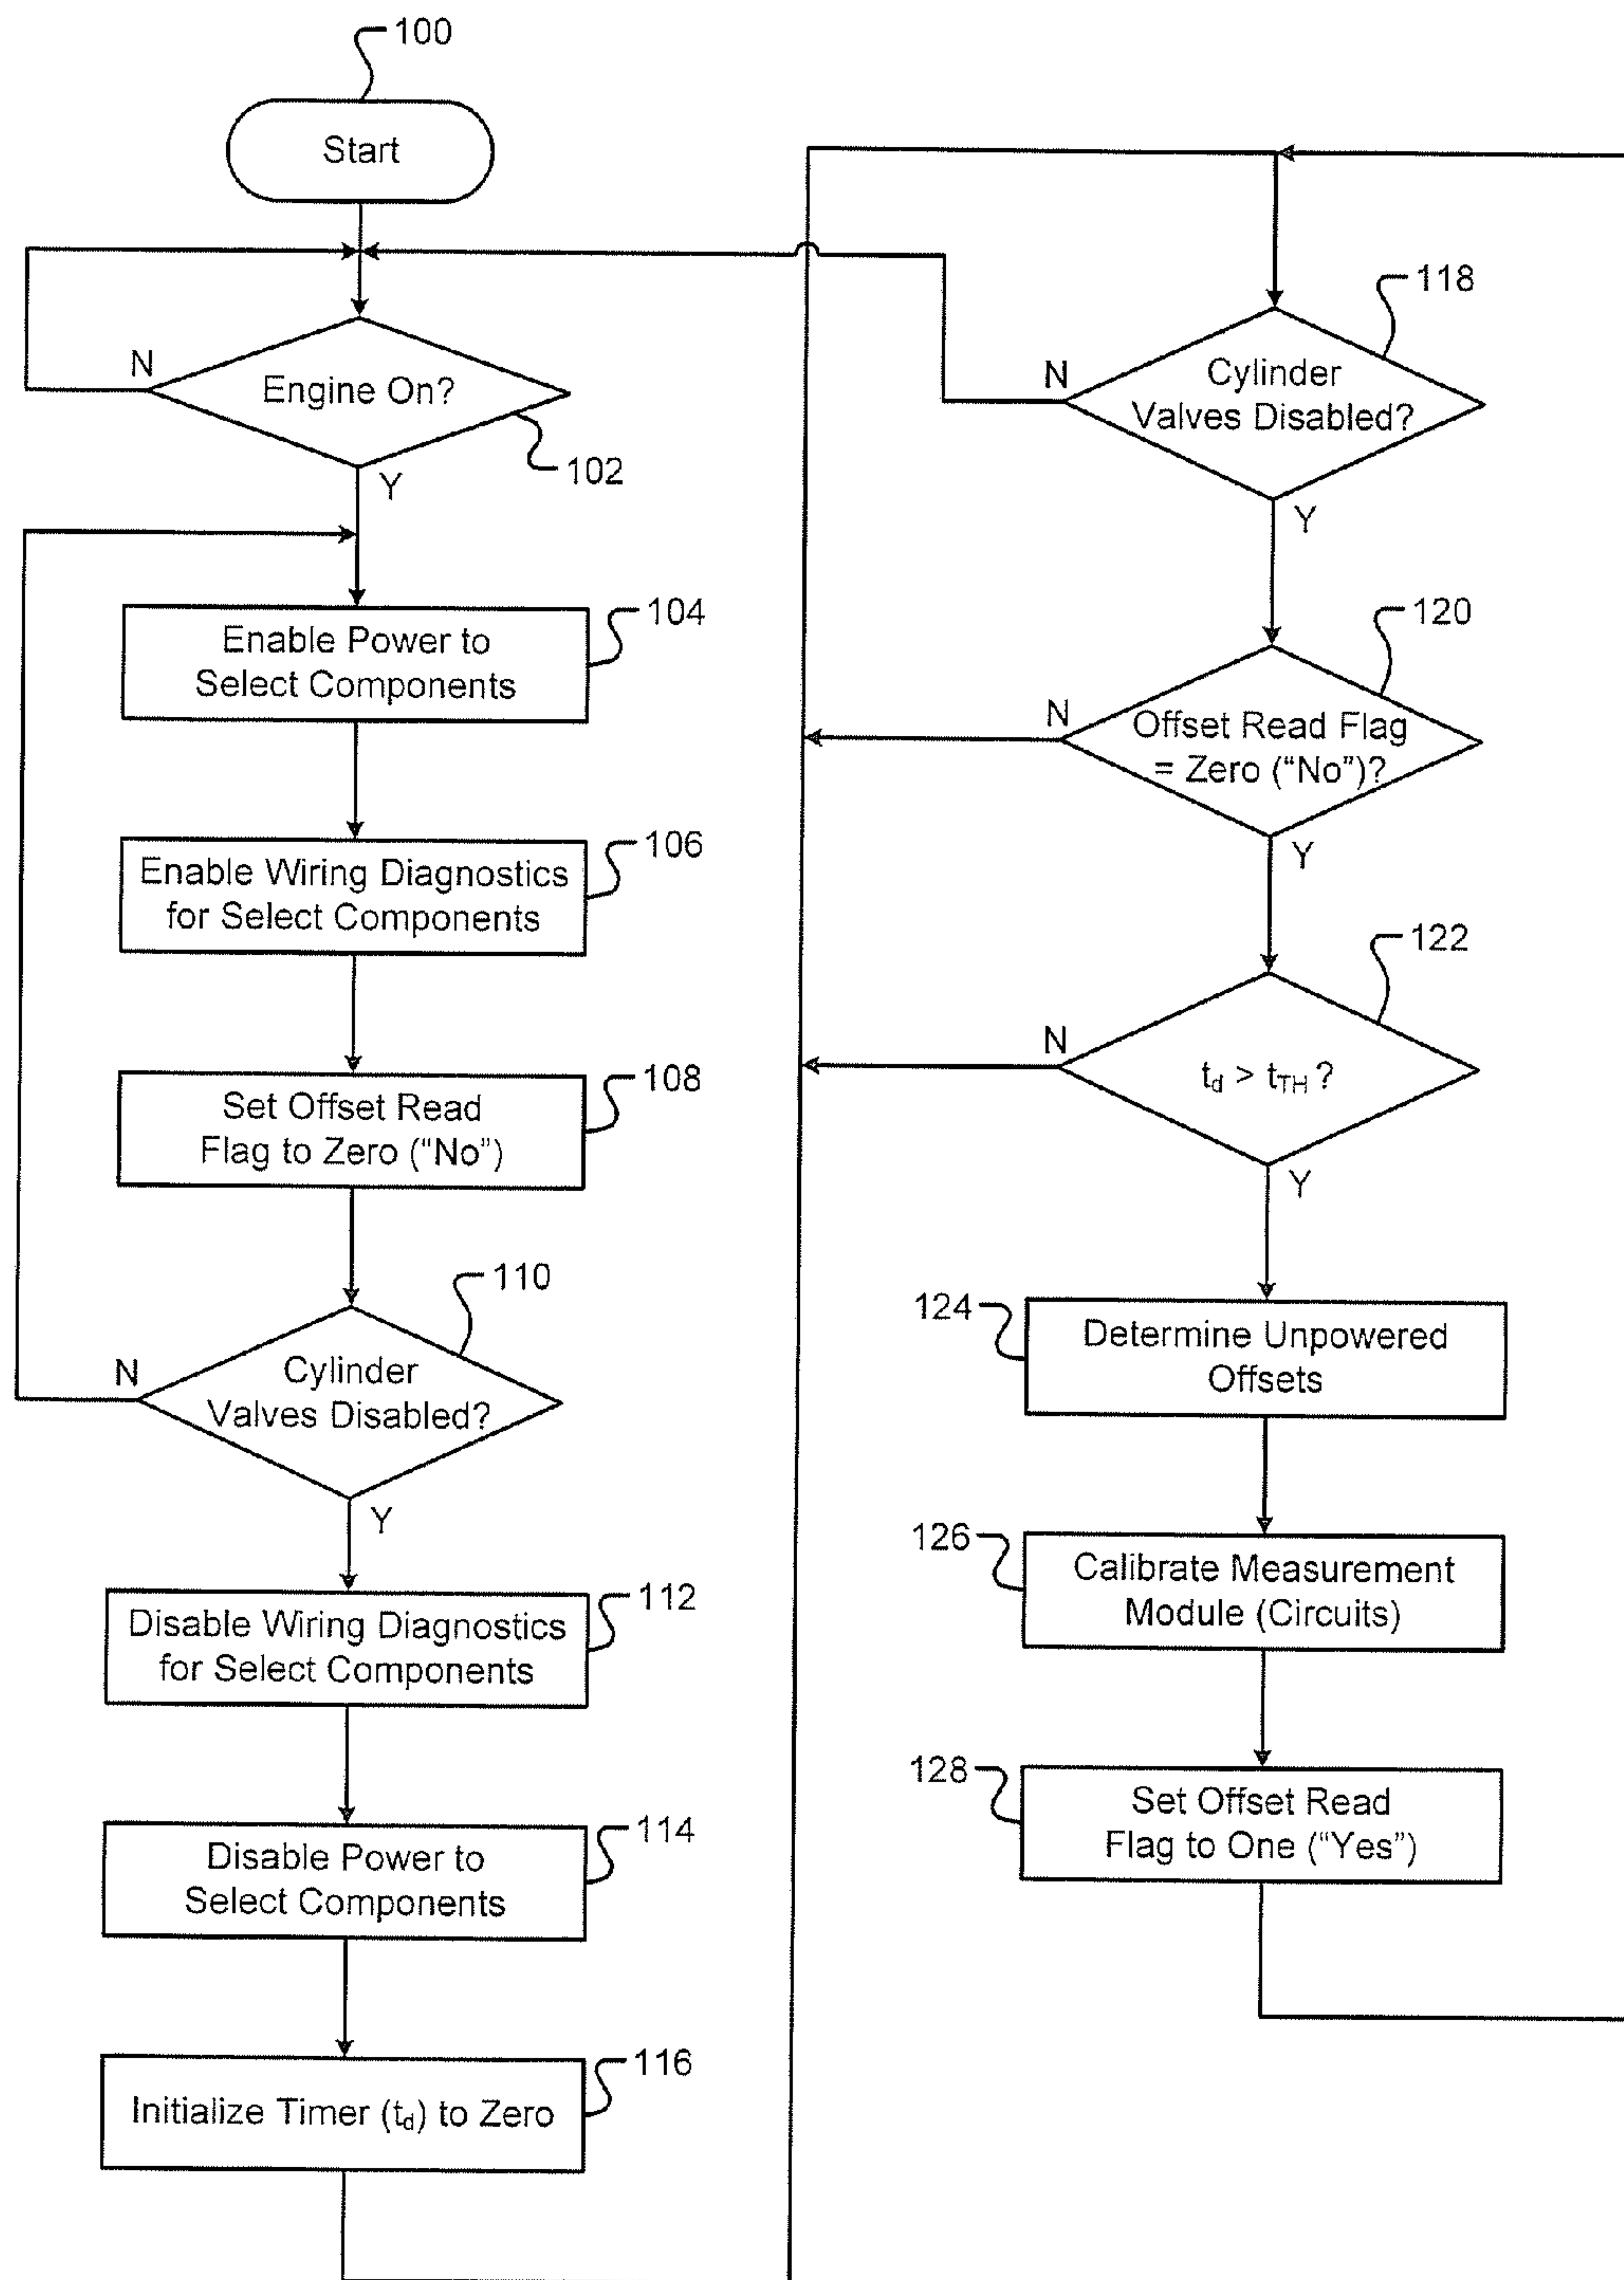 100
Start
N
Engine On?
102
Y
104
Enable Power to
Select Components
106
Enable Wiring Diagnostics
for Select Components
108
Set Offset Read
Flag to Zero (“No”)
110
N
Cylinder
Valves Disabled?
Y
112
Disable Wiring Diagnostics
for Select Components
114
Disable Power to
Select Components
116
Initialize Timer (td) to Zero
118
N
Cylinder
Valves Disabled?
Y
120
N
Offset Read Flag
= Zero (“No”)?
Y
122
N
td > tTH ?
Y
124
Determine Unpowered
Offsets
126
Calibrate Measurement
Module (Circuits)
128
Set Offset Read
Flag to One (“Yes”)